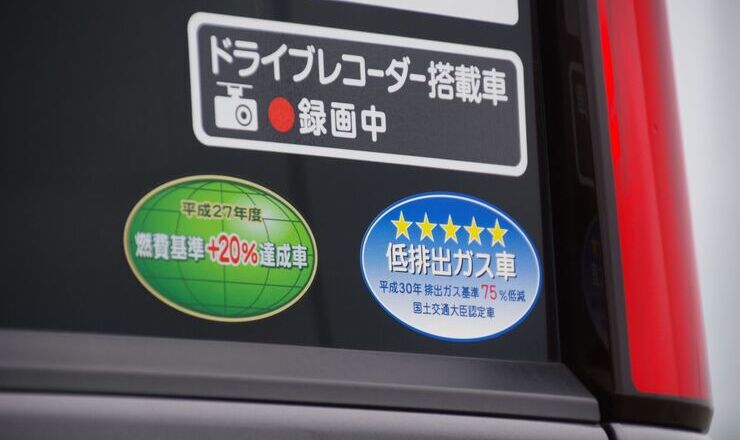 ドライブレコーダー搭載車
●録画中
平成27年度
燃費基準+20%達成車
★★★★★
低排出ガス車
平成30年 排出ガス基準 75%低減
国土交通大臣認定車